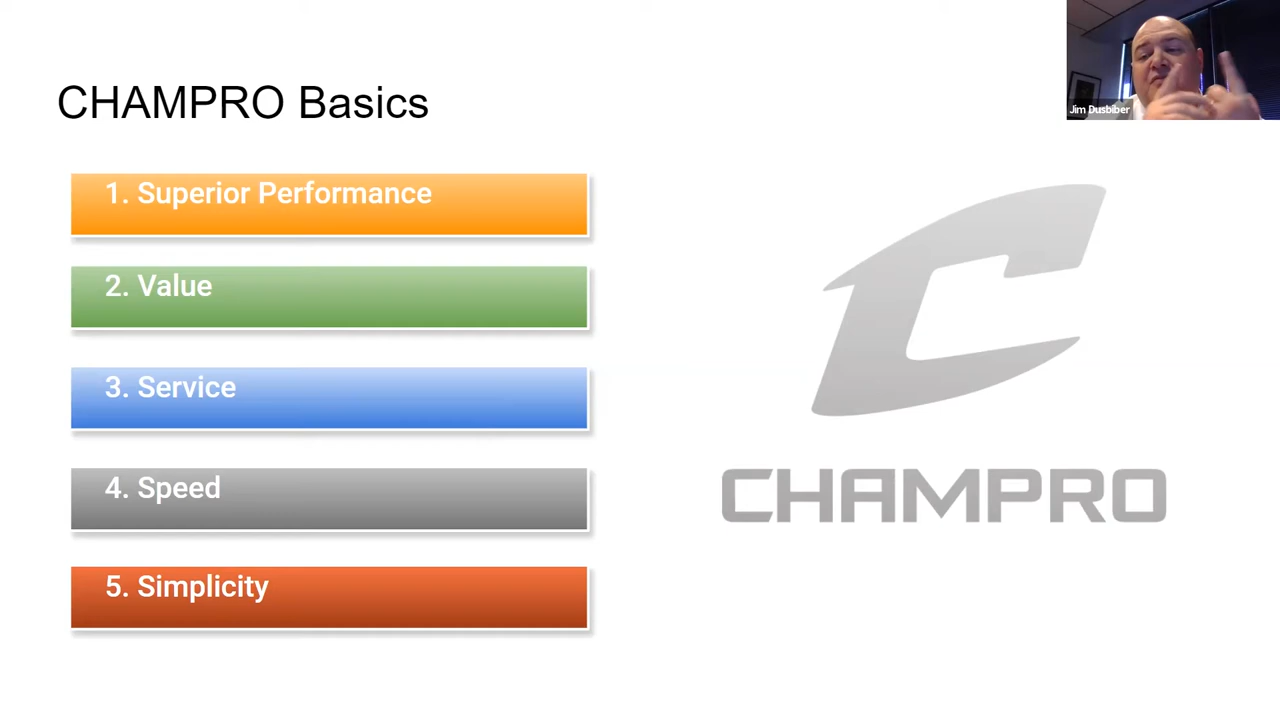 CHAMPRO Basics
Jim Dusbiber
1. Superior Performance
2. Value
3. Service
4. Speed
5. Simplicity
CHAMPRO